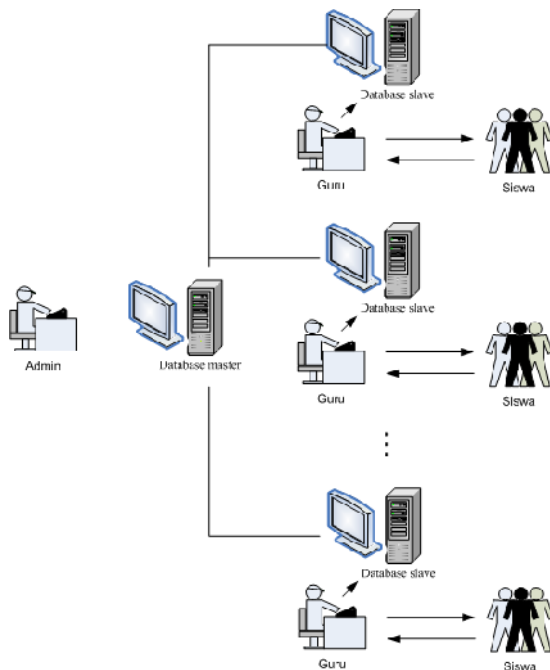 Database slave
Guru
Siswa
Database slave
Admin
Database master
Guru
Siswa
Database slave
Guru
Siswa